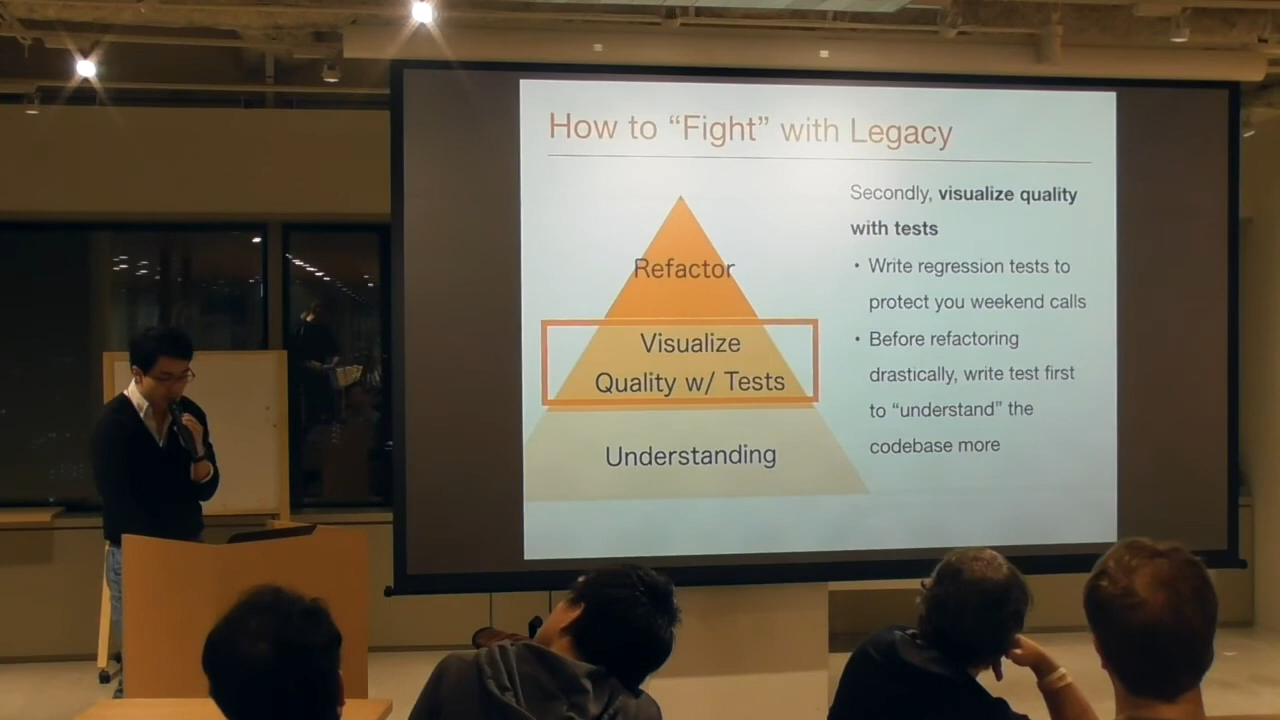 How to “Fight” with Legacy
Refactor
Visualize
Quality w/ Tests
Understanding
Secondly, visualize quality
with tests
• Write regression tests to
protect you weekend calls
• Before refactoring
drastically, write test first
to “understand” the
codebase more